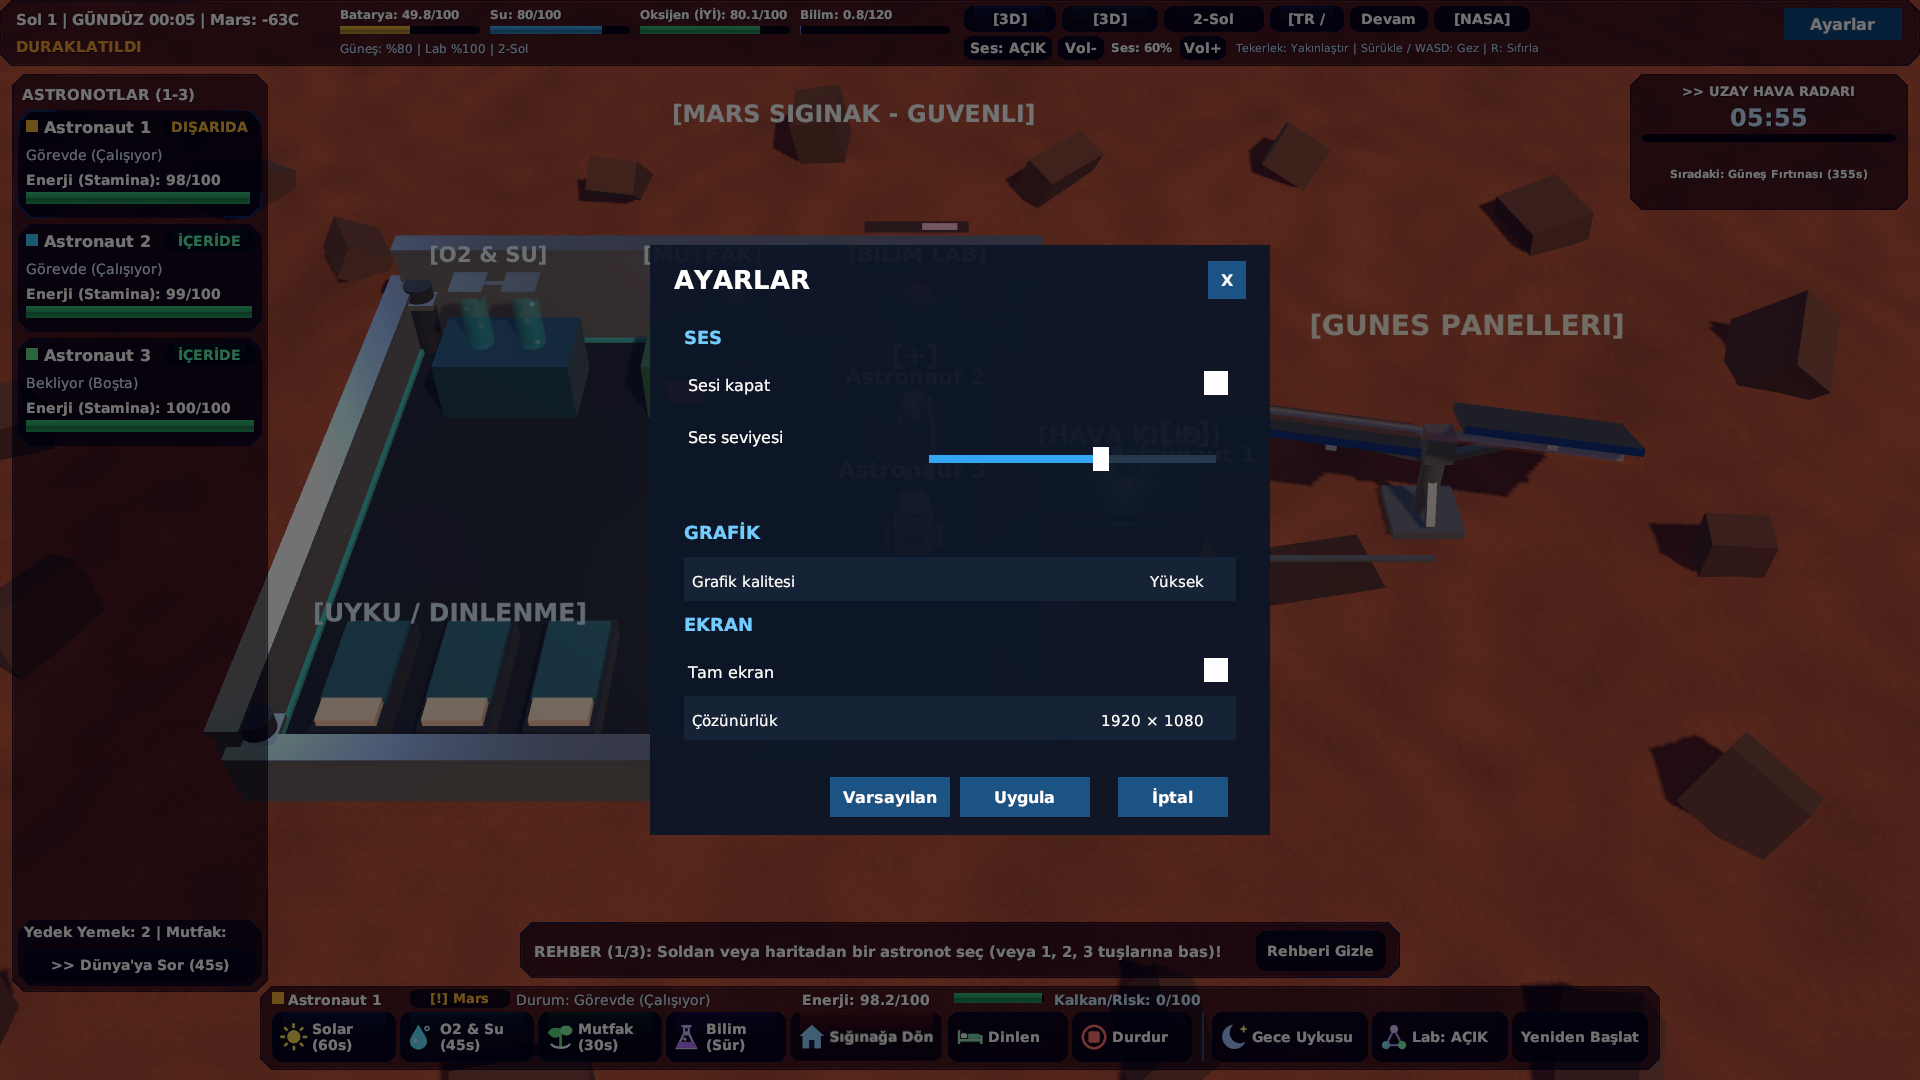 Sol 1 | GÜNDÜZ 00:05 | Mars: -63C
DURAKLATILDI
Batarya: 49.8/100
Su: 80/100
Oksijen (İYİ): 80.1/100
Bilim: 0.8/120
Güneş: %80 | Lab %100 | 2-Sol
[3D]
[3D]
2-Sol
[TR /
Devam
[NASA]
Ses: AÇIK
Vol-
Ses: 60%
Vol+
Tekerlek: Yakınlaştır | Sürükle / WASD: Gez | R: Sıfırla
Ayarlar
ASTRONOTLAR (1-3)
Astronaut 1
DIŞARIDA
Görevde (Çalışıyor)
Enerji (Stamina): 98/100
Astronaut 2
İÇERİDE
Görevde (Çalışıyor)
Enerji (Stamina): 99/100
Astronaut 3
İÇERİDE
Bekliyor (Boşta)
Enerji (Stamina): 100/100
[MARS SIGINAK - GUVENLI]
>> UZAY HAVA RADARI
05:55
Sıradaki: Güneş Fırtınası (355s)
[O2 & SU]
[MUTFAK]
[BILIM LAB]
[GUNES PANELLERI]
[UYKU / DINLENME]
AYARLAR
X
SES
Sesi kapat
[+]
Astronaut 2
Ses seviyesi
Astronaut 3
GRAFİK
Grafik kalitesi
Yüksek
EKRAN
Tam ekran
Çözünürlük
1920 × 1080
Varsayılan
Uygula
İptal
Yedek Yemek: 2 | Mutfak:
>> Dünya'ya Sor (45s)
REHBER (1/3): Soldan veya haritadan bir astronot seç (veya 1, 2, 3 tuşlarına bas)!
Rehberi Gizle
Astronaut 1
[!] Mars
Durum: Görevde (Çalışıyor)
Enerji: 98.2/100
Kalkan/Risk: 0/100
Solar
(60s)
O2 & Su
(45s)
Mutfak
(30s)
Bilim
(Sür)
Sığınağa Dön
Dinlen
Durdur
Gece Uykusu
Lab: AÇIK
Yeniden Başlat